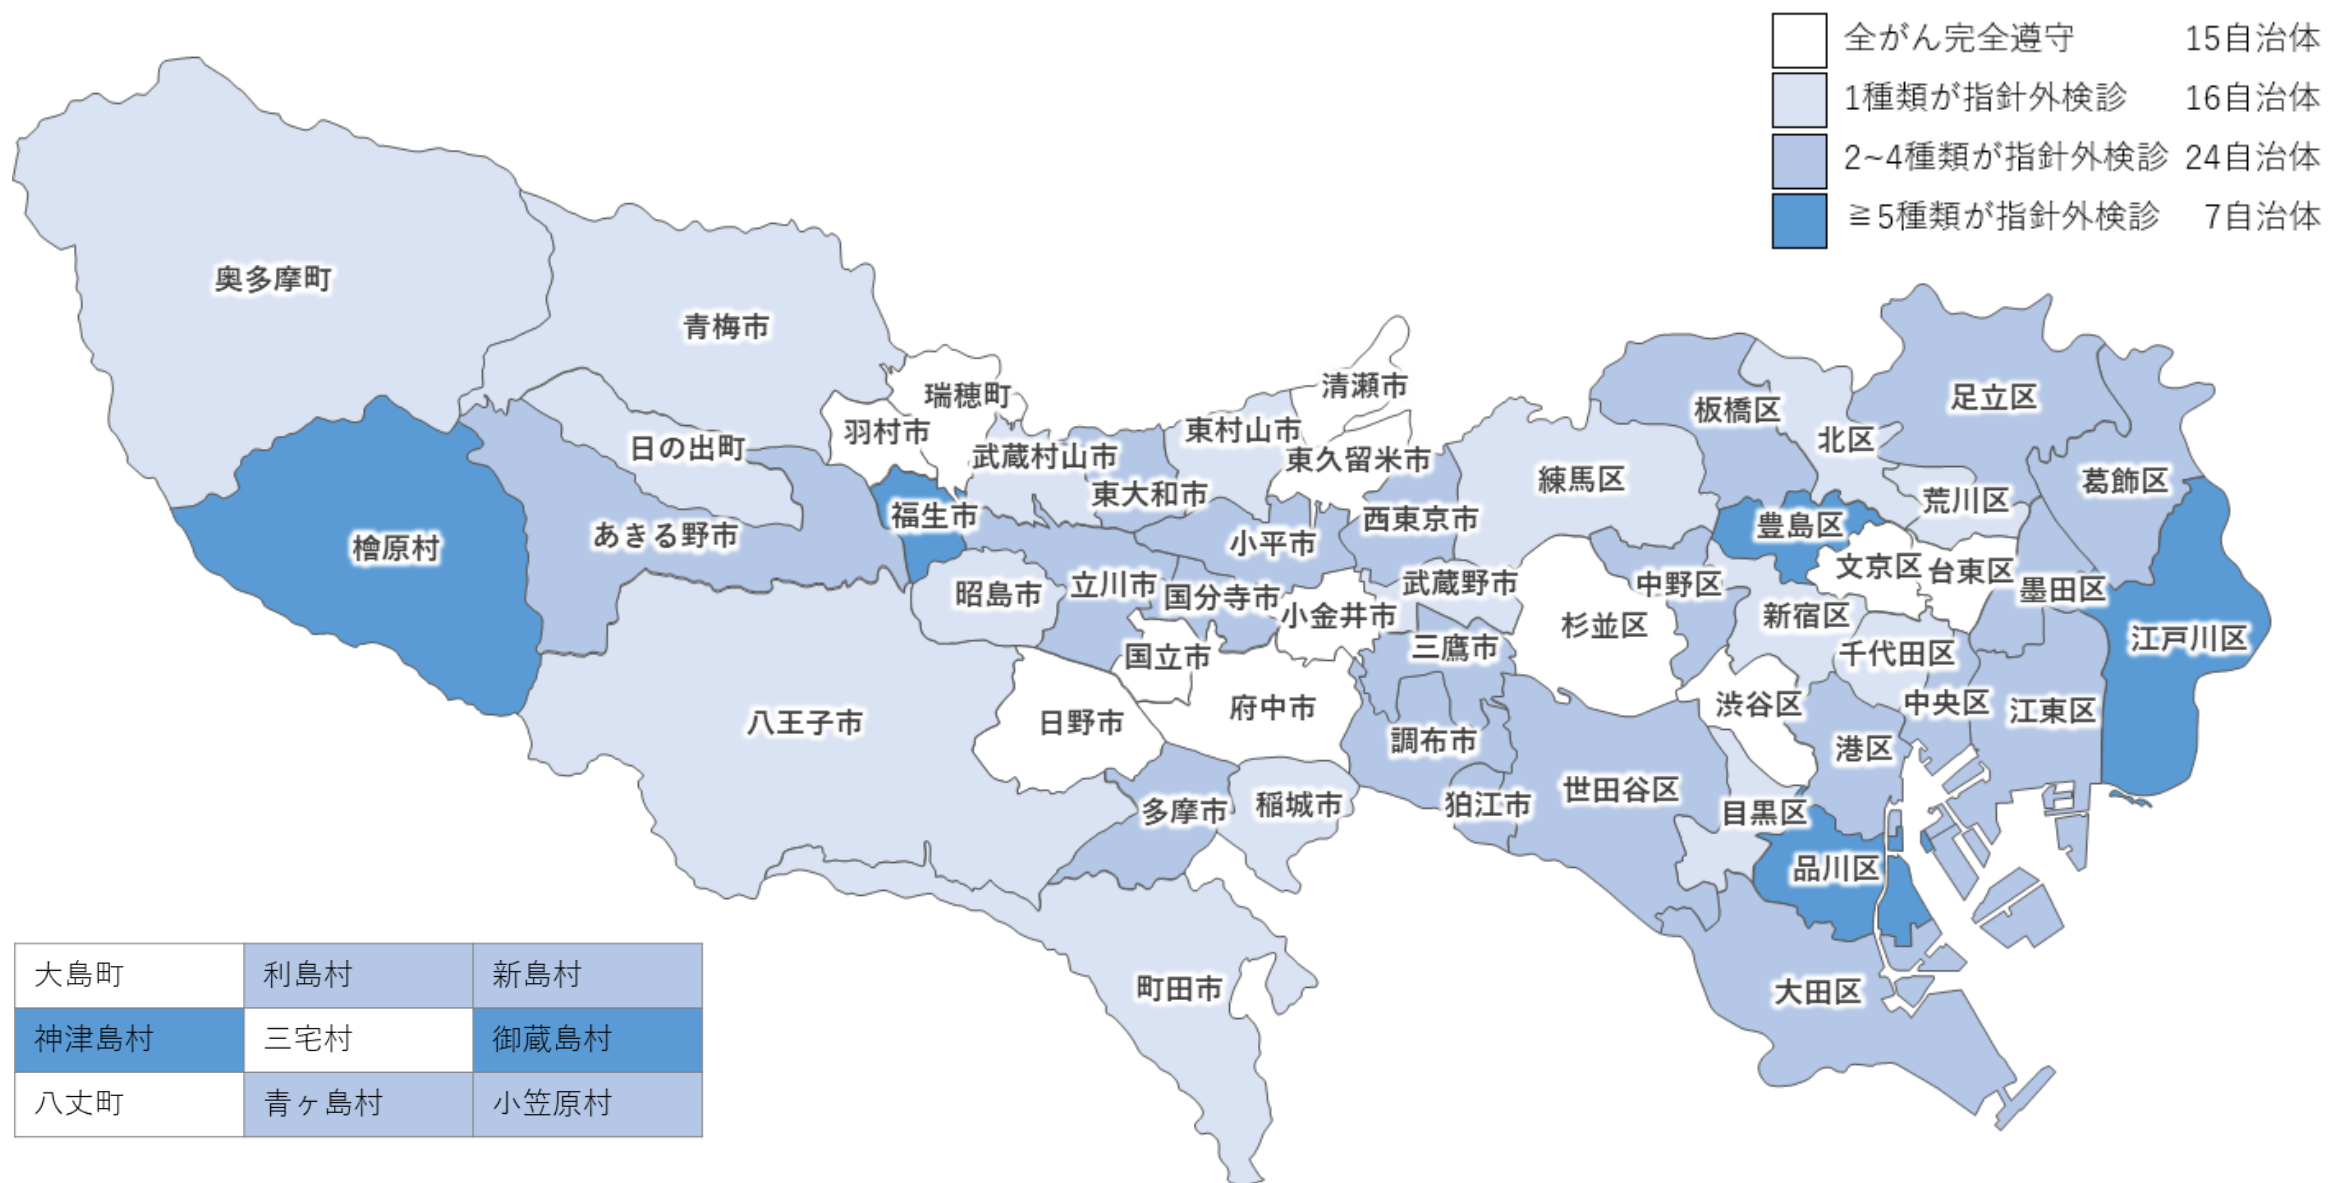 全がん完全遵守 15自治体
1種類が指針外検診 16自治体
2~4種類が指針外検診 24自治体
≧5種類が指針外検診 7自治体
奥多摩町
青梅市
瑞穂町
清瀬市
羽村市
日の出町
武蔵村山市
東村山市
東久留米市
東大和市
福生市
あきる野市
檜原村
小平市
西東京市
昭島市
立川市
国分寺市
小金井市
武蔵野市
国立市
三鷹市
八王子市
日野市
府中市
調布市
多摩市
稲城市
狛江市
町田市
板橋区
北区
足立区
練馬区
荒川区
葛飾区
豊島区
文京区
台東区
墨田区
中野区
杉並区
新宿区
千代田区
江戸川区
渋谷区
中央区
江東区
港区
世田谷区
目黒区
品川区
大田区
大島町 利島村 新島村
神津島村 三宅村 御蔵島村
八丈町 青ヶ島村 小笠原村